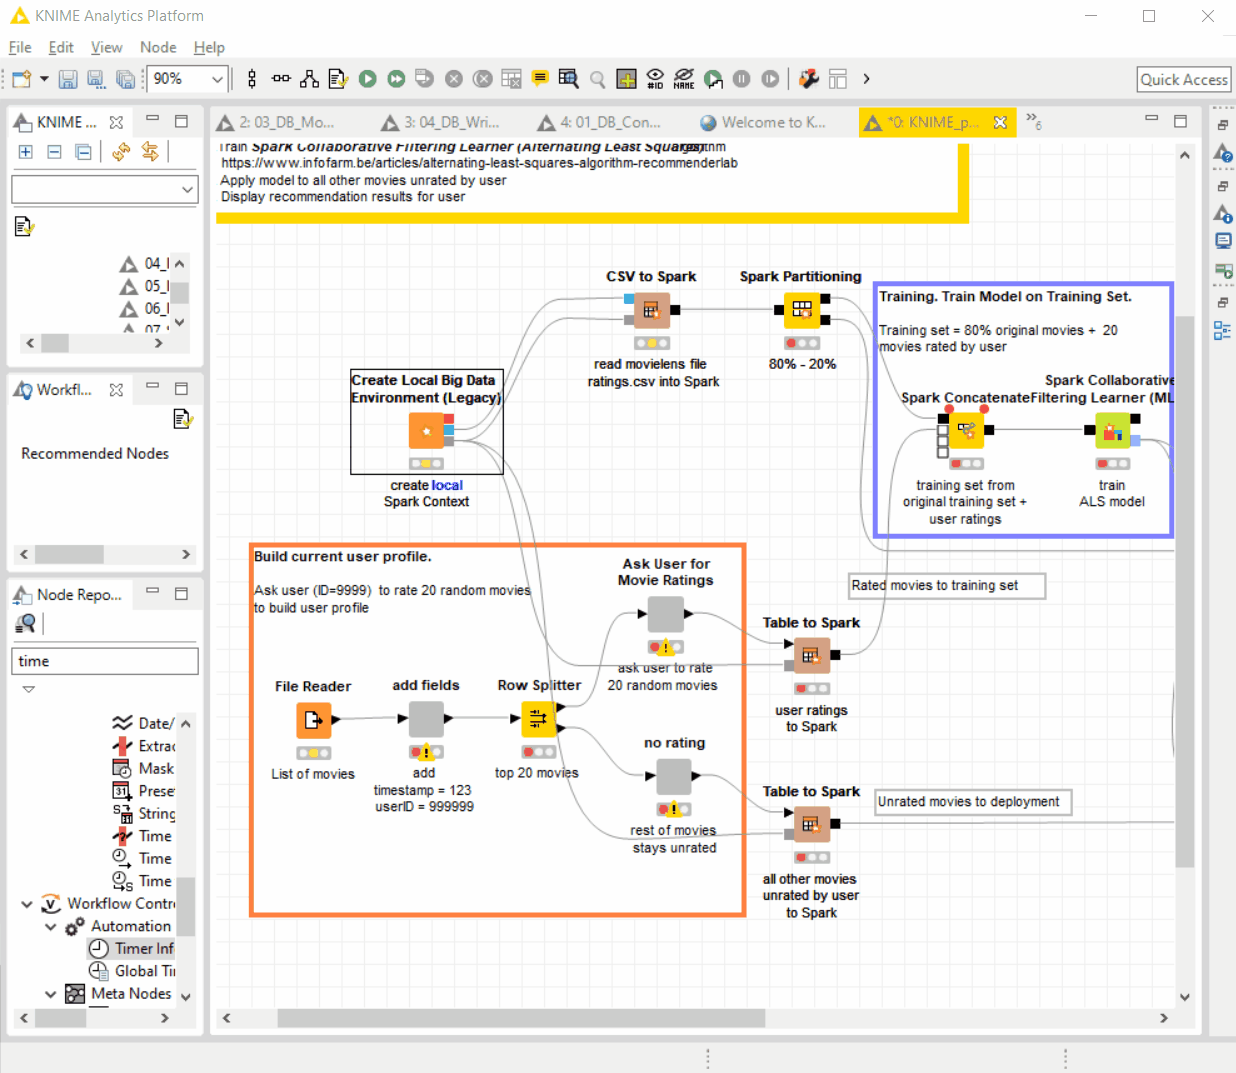 KNIME Analytics Platform
File Edit View Node Help
90%
#ID
NAME
Quick Access
KNIME ...
2: 03_DB_Mo...
3: 04_DB_Wri...
4: 01_DB_Con...
Welcome to K...
*0: KNIME_p...
»6
04_I
05_I
06_I
Workfl...
Recommended Nodes
Node Repo...
time
Date/
Extrac
Mask
Prese
String
Time
Time
Time
Workflow Contr
Automation
Timer Inf
Global Ti
Meta Nodes
Train Spark Collaborative Filtering Learner (Alternating Least Squares)
https://www.infofarm.be/articles/alternating-least-squares-algorithm-recommenderlab
Apply model to all other movies unrated by user
Display recommendation results for user
CSV to Spark
read movielens file
ratings.csv into Spark
Spark Partitioning
80% - 20%
Training. Train Model on Training Set.
Training set = 80% original movies + 20
movies rated by user
Spark Concatenate
training set from
original training set +
user ratings
Spark Collaborative
Filtering Learner (ML
train
ALS model
Create Local Big Data
Environment (Legacy)
create local
Spark Context
Build current user profile.
Ask user (ID=9999) to rate 20 random movies
to build user profile
Ask User for
Movie Ratings
ask user to rate
20 random movies
File Reader
List of movies
add fields
add
timestamp = 123
userID = 999999
Row Splitter
top 20 movies
no rating
rest of movies
stays unrated
Rated movies to training set
Table to Spark
user ratings
to Spark
Table to Spark
Unrated movies to deployment
all other movies
unrated by user
to Spark